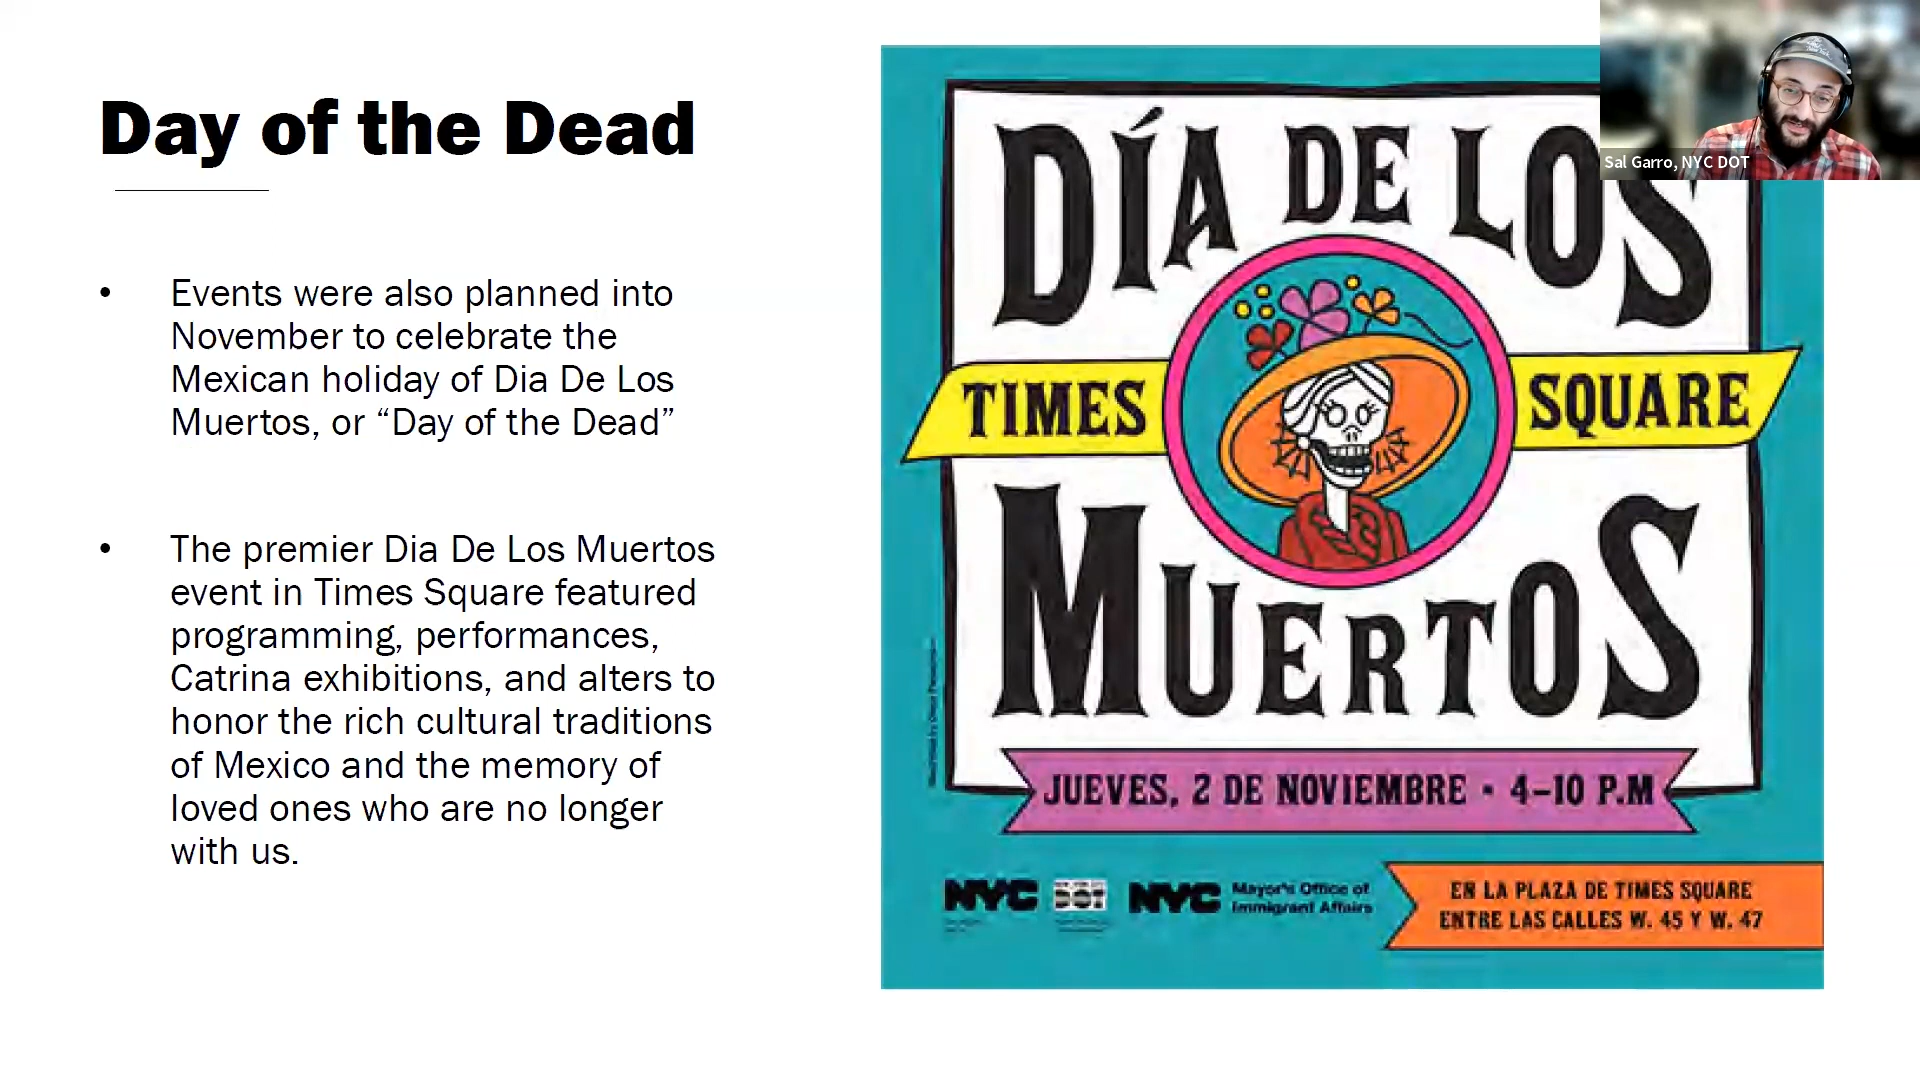 Day of the Dead
• Events were also planned into
November to celebrate the
Mexican holiday of Dia De Los
Muertos, or “Day of the Dead”
• The premier Dia De Los Muertos
event in Times Square featured
programming, performances,
Catrina exhibitions, and alters to
honor the rich cultural traditions
of Mexico and the memory of
loved ones who are no longer
with us.
DÍA DE LOS
TIMES SQUARE
MUERTOS
JUEVES, 2 DE NOVIEMBRE • 4–10 P.M
NYC DOT NYC Mayor's Office of
Immigrant Affairs
EN LA PLAZA DE TIMES SQUARE
ENTRE LAS CALLES W. 45 Y W. 47
Sal Garro, NYC DOT